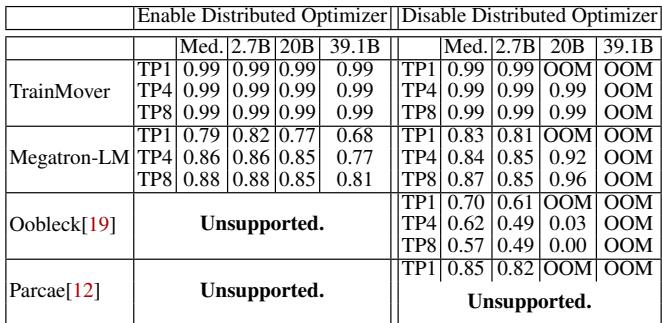 Enable Distributed Optimizer Disable Distributed Optimizer
Med. 2.7B 20B 39.1B Med. 2.7B 20B 39.1B
TP1 0.99 0.99 0.99 0.99 TP1 0.99 0.99 OOM OOM
TrainMover TP4 0.99 0.99 0.99 0.99 TP4 0.99 0.99 0.99 OOM
TP8 0.99 0.99 0.99 0.99 TP8 0.99 0.99 0.99 OOM
TP1 0.79 0.82 0.77 0.68 TP1 0.83 0.81 OOM OOM
Megatron-LM TP4 0.86 0.86 0.85 0.77 TP4 0.84 0.85 0.92 OOM
TP8 0.88 0.88 0.85 0.81 TP8 0.87 0.85 0.96 OOM
TP1 0.70 0.61 OOM OOM
Oobleck[19] Unsupported. TP4 0.62 0.49 0.03 OOM
TP8 0.57 0.49 0.00 OOM
TP1 0.85 0.82 OOM OOM
Parcae[12] Unsupported. Unsupported.